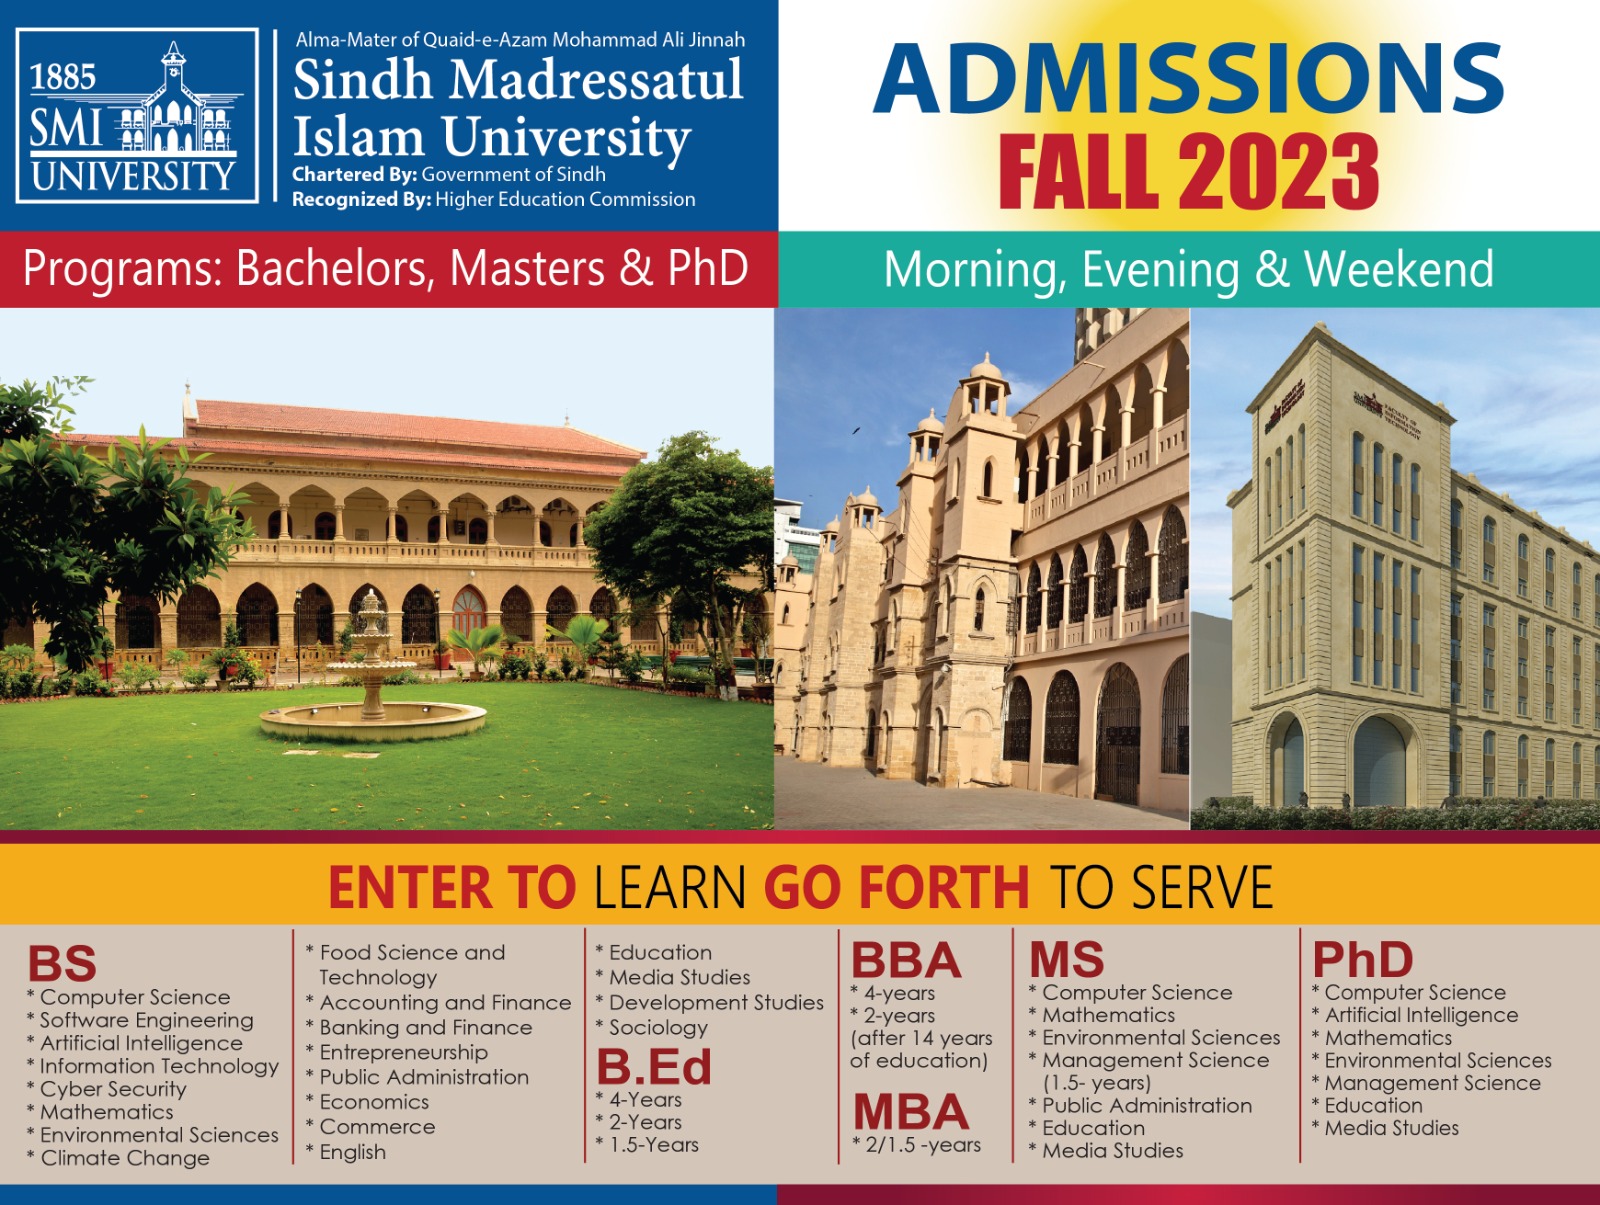 1885
SMI
UNIVERSITY
Alma-Mater of Quaid-e-Azam Mohammad Ali Jinnah
Sindh Madressatul
Islam University
Chartered By: Government of Sindh
Recognized By: Higher Education Commission
ADMISSIONS
FALL 2023
Programs: Bachelors, Masters & PhD
Morning, Evening & Weekend
FACULTY OF
INFORMATION
TECHNOLOGY
ENTER TO LEARN GO FORTH TO SERVE
BS
* Computer Science
* Software Engineering
* Artificial Intelligence
* Information Technology
* Cyber Security
* Mathematics
* Environmental Sciences
* Climate Change
* Food Science and
Technology
* Accounting and Finance
* Banking and Finance
* Entrepreneurship
* Public Administration
* Economics
* Commerce
* English
* Education
* Media Studies
* Development Studies
* Sociology
B.Ed
* 4-Years
* 2-Years
* 1.5-Years
BBA
* 4-years
* 2-years
(after 14 years
of education)
MBA
* 2/1.5 -years
MS
* Computer Science
* Mathematics
* Environmental Sciences
* Management Science
(1.5- years)
* Public Administration
* Education
* Media Studies
PhD
* Computer Science
* Artificial Intelligence
* Mathematics
* Environmental Sciences
* Management Science
* Education
* Media Studies